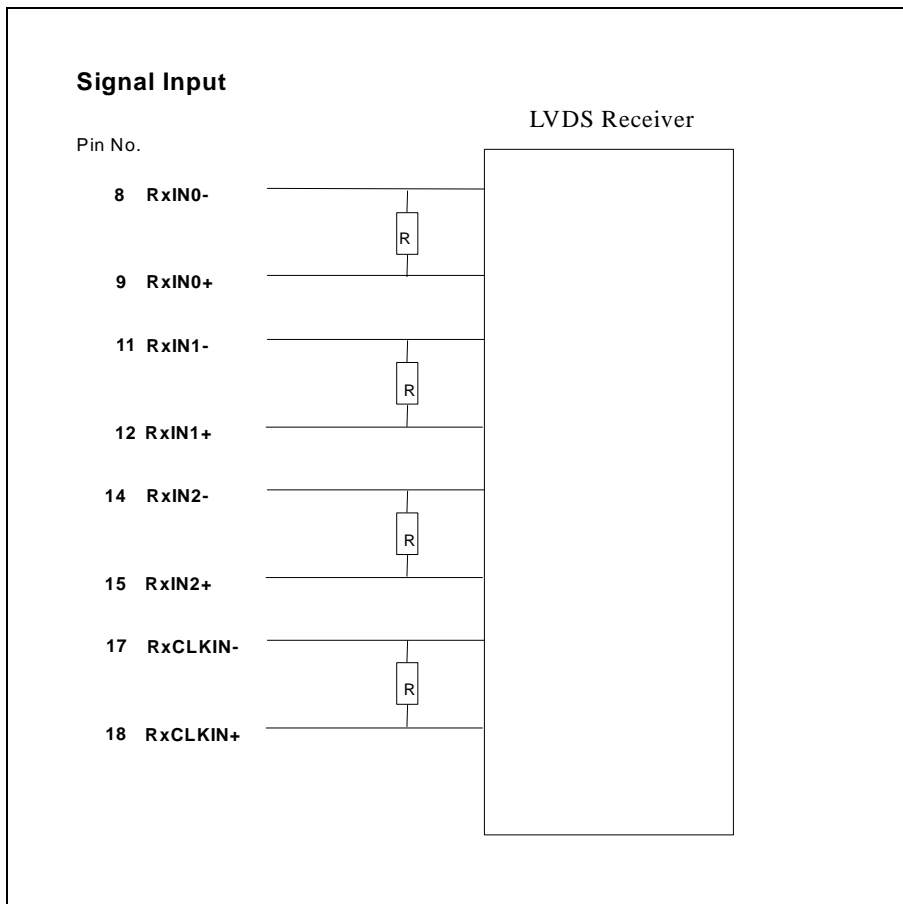 Signal Input
LVDS Receiver
Pin No.
8 RxIN0-
R
9 RxIN0+
11 RxIN1-
R
12 RxIN1+
14 RxIN2-
R
15 RxIN2+
17 RxCLKIN-
R
18 RxCLKIN+